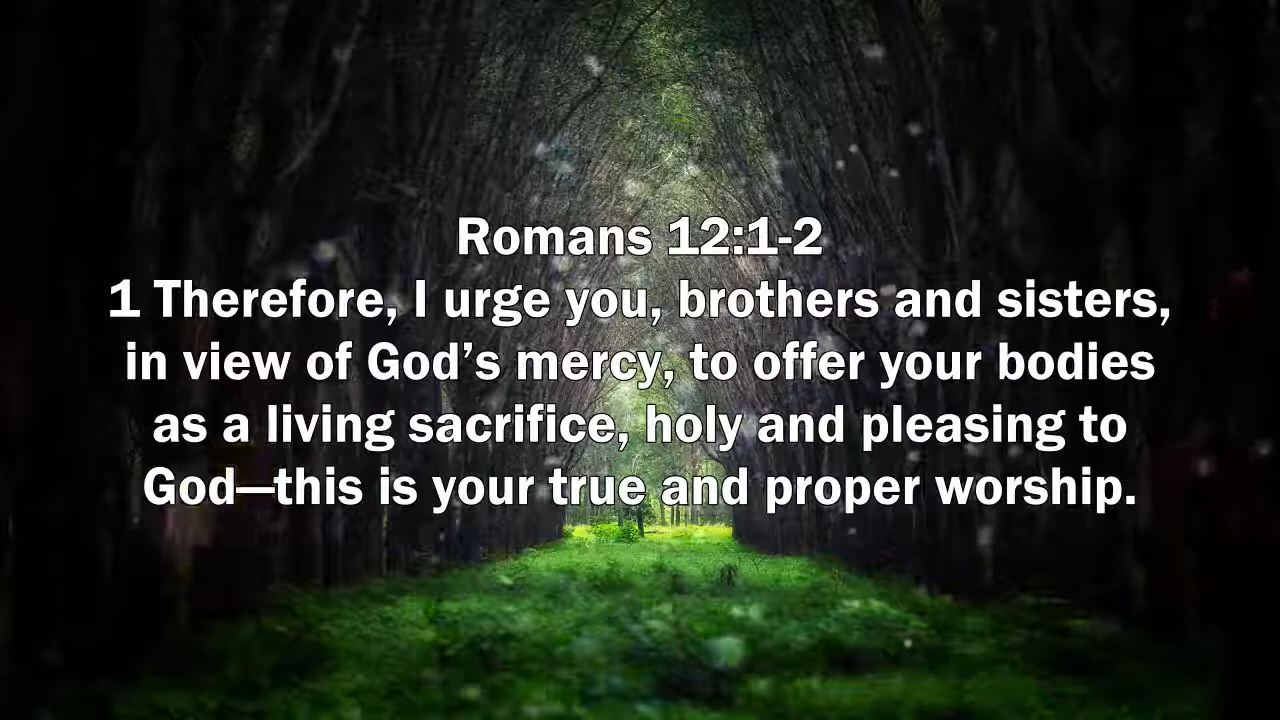 Romans 12:1-2
1 Therefore, I urge you, brothers and sisters,
in view of God’s mercy, to offer your bodies
as a living sacrifice, holy and pleasing to
God—this is your true and proper worship.